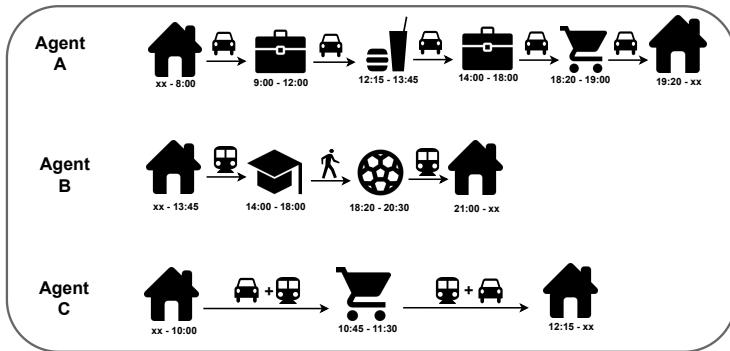 Agent
A
xx - 8:00
9:00 - 12:00
12:15 - 13:45
14:00 - 18:00
18:20 - 19:00
19:20 - xx
Agent
B
xx - 13:45
14:00 - 18:00
18:20 - 20:30
21:00 - xx
Agent
C
+
+
xx - 10:00
10:45 - 11:30
12:15 - xx